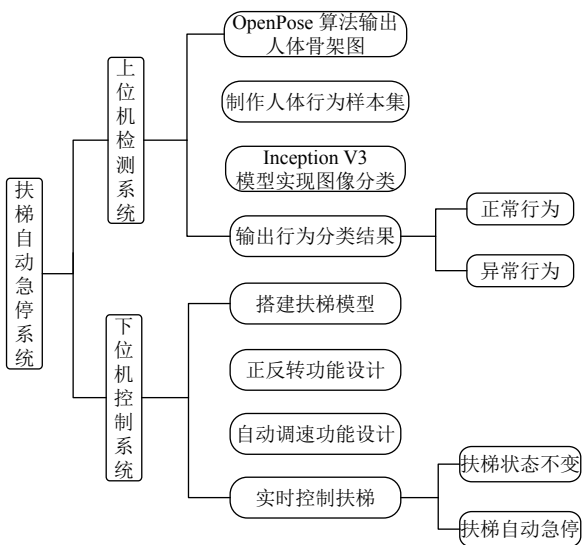 扶梯自动急停系统
上位机检测系统
OpenPose 算法输出
人体骨架图
制作人体行为样本集
Inception V3
模型实现图像分类
输出行为分类结果
正常行为
异常行为
下位机控制系统
搭建扶梯模型
正反转功能设计
自动调速功能设计
实时控制扶梯
扶梯状态不变
扶梯自动急停